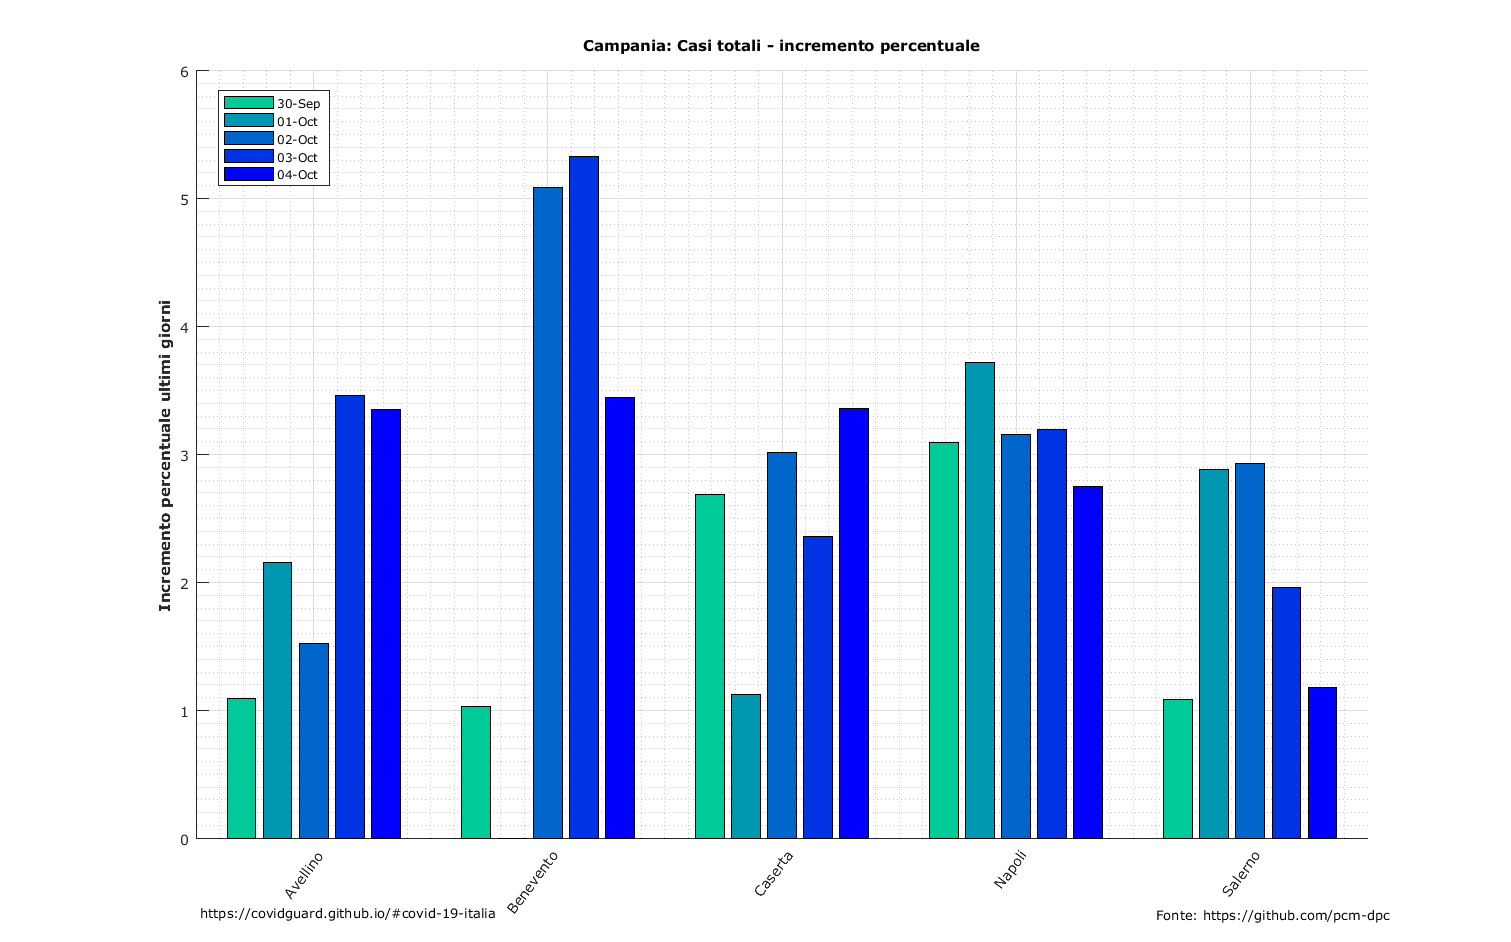 Campania: Casi totali - incremento percentuale
6
5
4
3
2
1
0
Incremento percentuale ultimi giorni
30-Sep
01-Oct
02-Oct
03-Oct
04-Oct
Avellino
Benevento
Caserta
Napoli
Salerno
https://covidguard.github.io/#covid-19-italia
Fonte: https://github.com/pcm-dpc